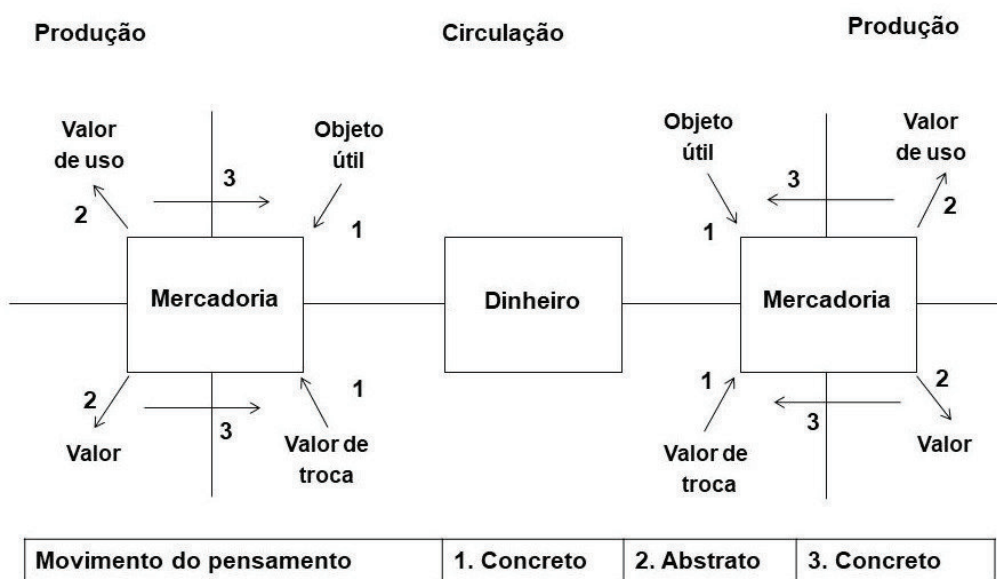 Produção Circulação Produção
Valor
de uso
Objeto
útil
Objeto
útil
Valor
de uso
3
3
2
2
1
1
Mercadoria
Dinheiro
Mercadoria
2
1
1
2
3
3
Valor
Valor de
troca
Valor de
troca
Valor
Movimento do pensamento 1. Concreto 2. Abstrato 3. Concreto